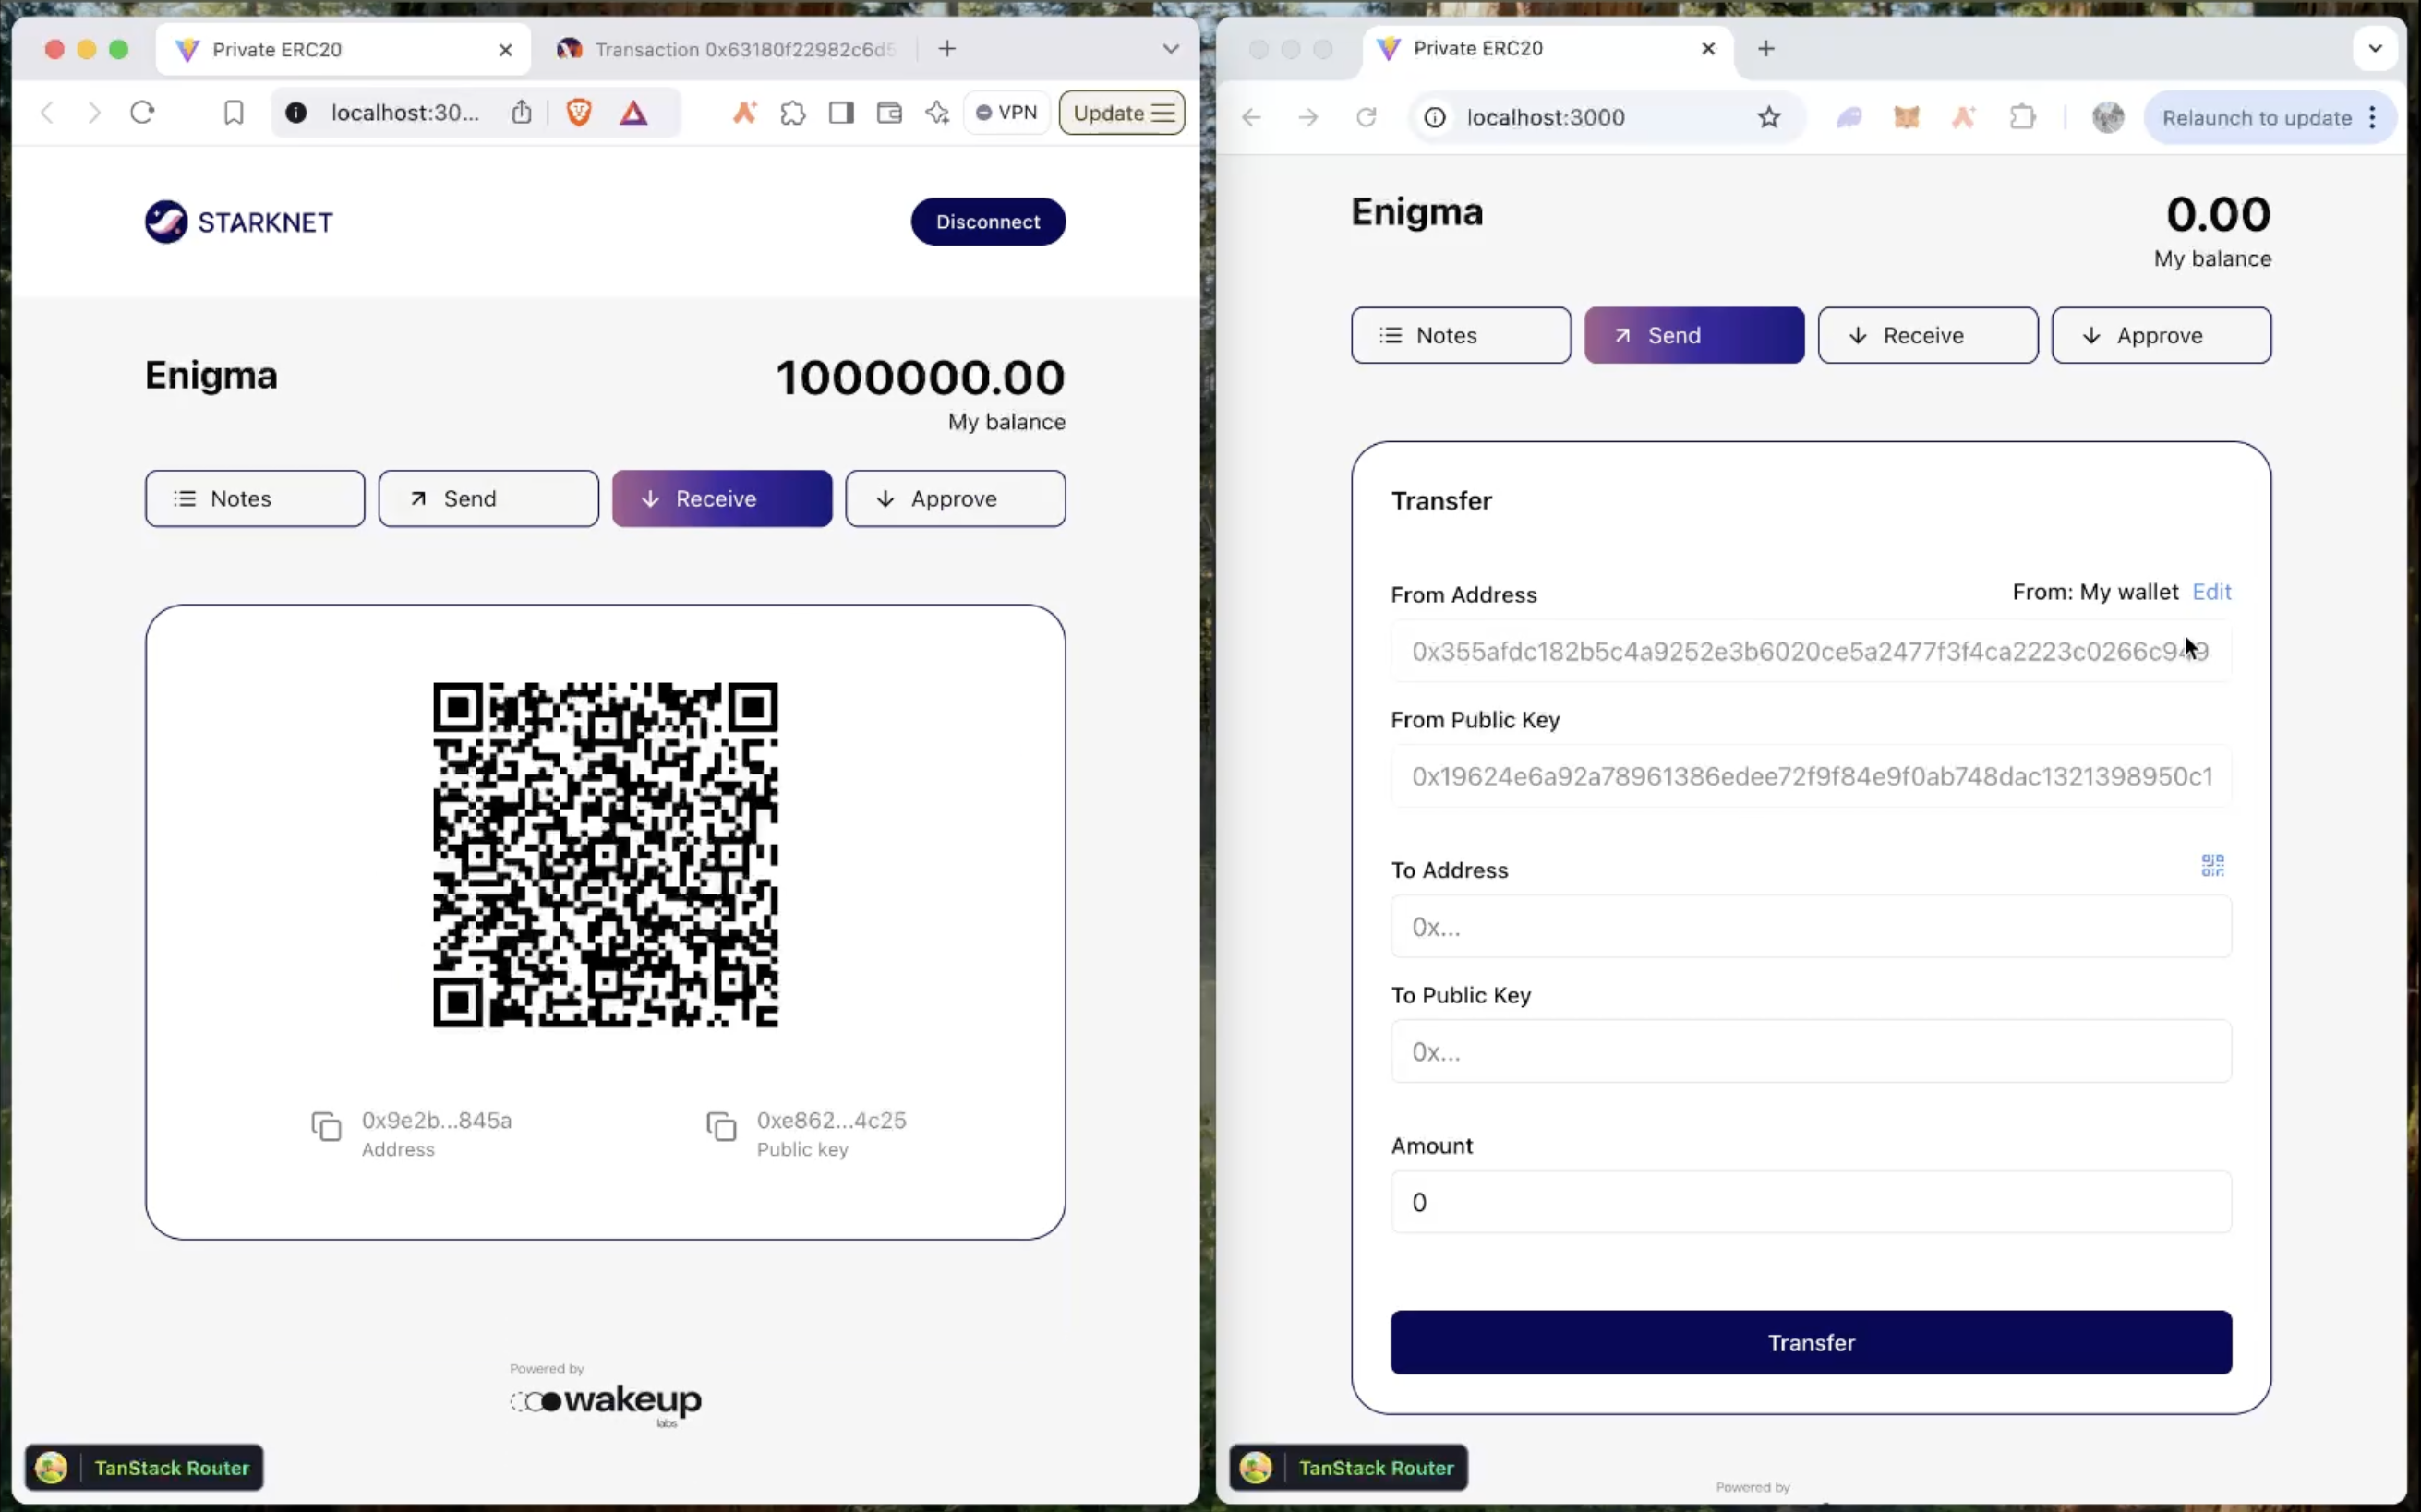 Private ERC20
Transaction 0x63180f22982c6d5
localhost:30...
VPN
Update
STARKNET
Disconnect
Enigma
1000000.00
My balance
Notes
Send
Receive
Approve
0x9e2b...845a
Address
0xe862...4c25
Public key
Powered by
wakeup
labs
TanStack Router
Private ERC20
localhost:3000
Relaunch to update
Enigma
0.00
My balance
Notes
Send
Receive
Approve
Transfer
From Address
From: My wallet Edit
From Public Key
0x19624e6a92a78961386edee72f9f84e9f0ab748dac1321398950c1
To Address
0x...
To Public Key
0x...
Amount
0
Transfer
TanStack Router
Powered by